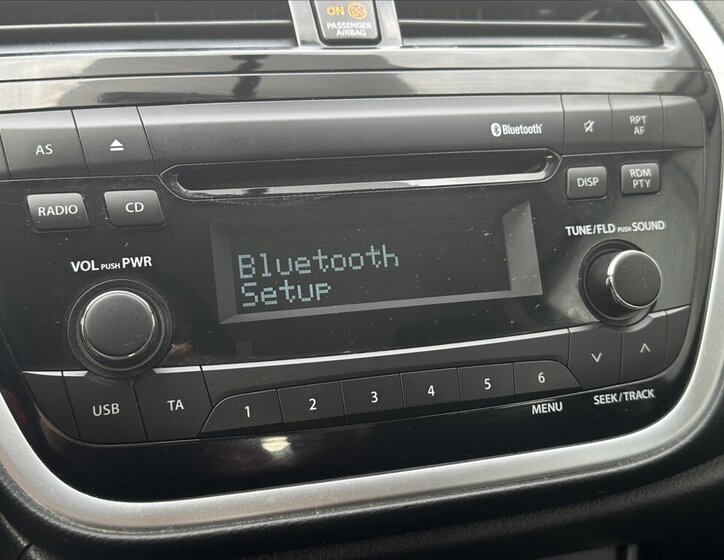 ON
PASSENGER
AIRBAG
AS
Bluetooth
RPT
AF
RADIO
CD
DISP
RDM
PTY
VOL PUSH PWR
TUNE/FLD PUSH SOUND
Bluetooth
Setup
USB
TA
1
2
3
4
5
6
MENU
SEEK/TRACK